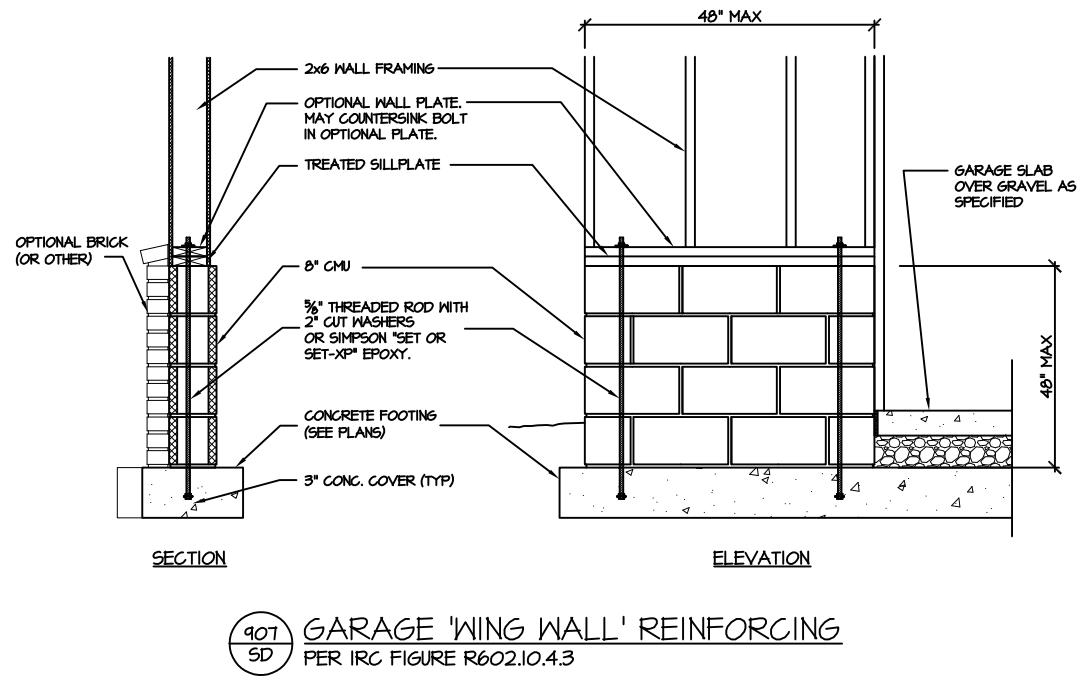 48" MAX
2x6 WALL FRAMING
OPTIONAL WALL PLATE.
MAY COUNTERSINK BOLT
IN OPTIONAL PLATE.
TREATED SILLPLATE
GARAGE SLAB
OVER GRAVEL AS
SPECIFIED
OPTIONAL BRICK
(OR OTHER)
8" CMU
5/8" THREADED ROD WITH
2" CUT WASHERS
OR SIMPSON "SET OR
SET-XP" EPOXY.
48" MAX
CONCRETE FOOTING
(SEE PLANS)
3" CONC. COVER (TYP)
SECTION
ELEVATION
907
SD
GARAGE 'WING WALL' REINFORCING
PER IRC FIGURE R602.10.4.3